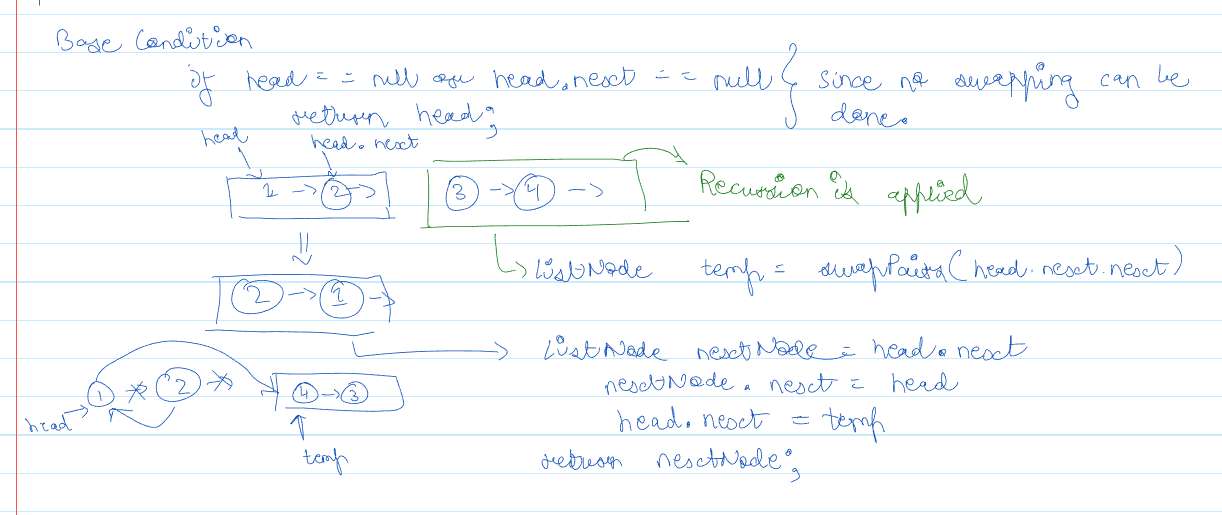 Base Condition
if head == null or head.next == null { since no swapping can be
return head; done.
head head.next
1 -> 2 -> 3 -> 4 -> Recussion is applied
ListNode temp = swapPairs(head.next.next)
2 -> 1 ->
ListNode nextNode = head.next
1 2 4 -> 3 nextNode.next = head
head head.next = temp
temp return nextNode;